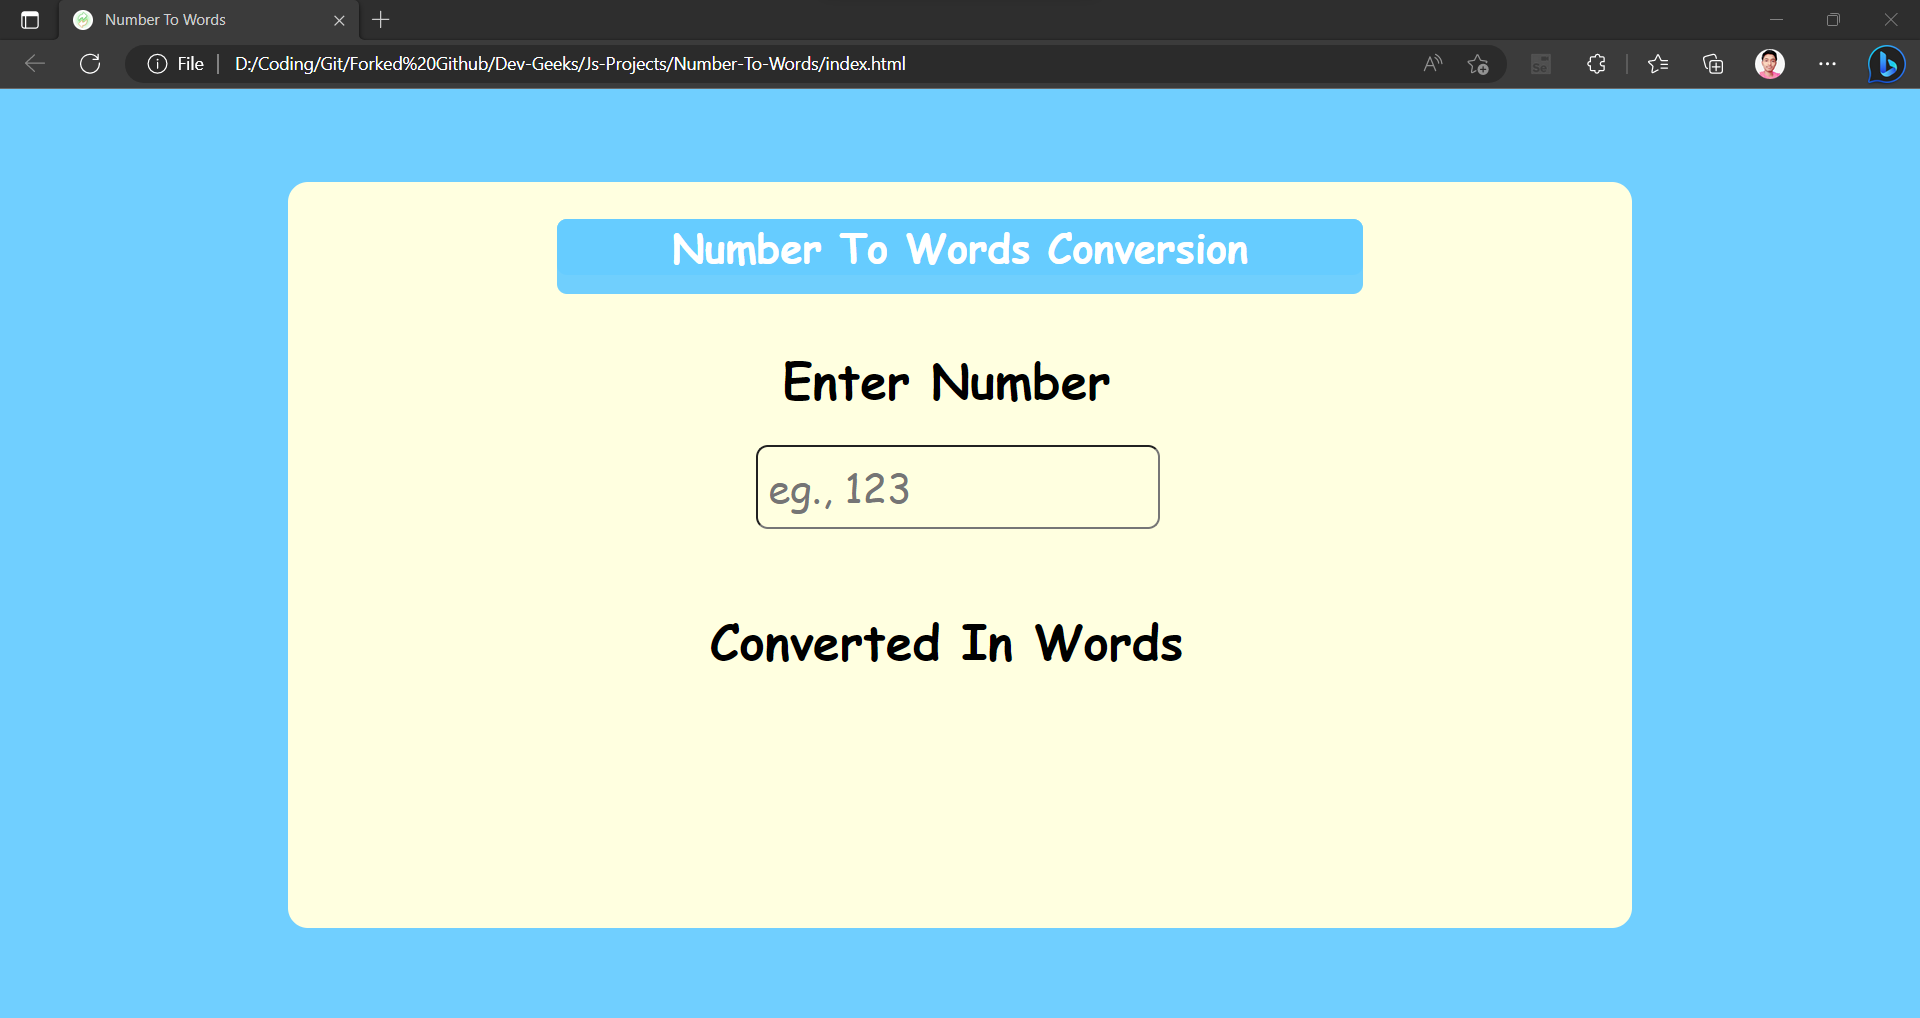 Number To Words
File
D:/Coding/Git/Forked%20Github/Dev-Geeks/Js-Projects/Number-To-Words/index.html
Number To Words Conversion
Enter Number
eg., 123
Converted In Words